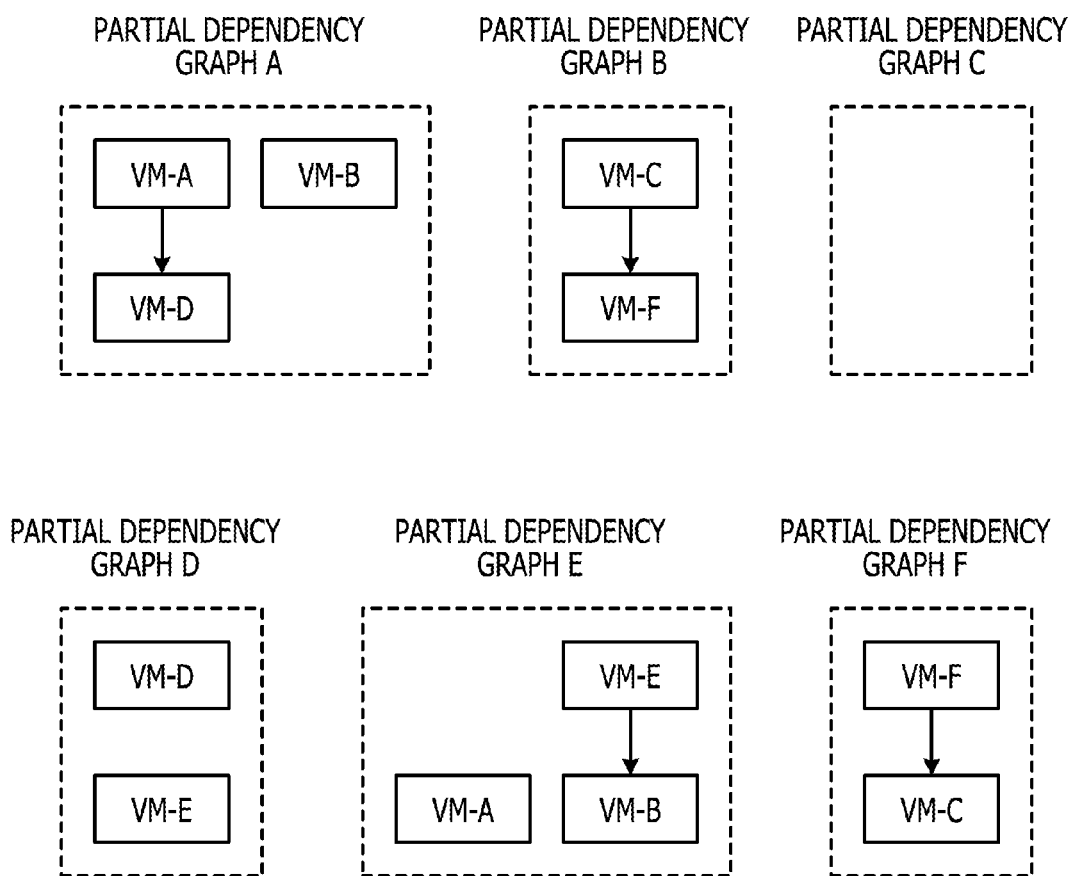 PARTIAL DEPENDENCY
GRAPH A
PARTIAL DEPENDENCY
GRAPH B
PARTIAL DEPENDENCY
GRAPH C
VM-A
VM-B
VM-D
VM-C
VM-F
PARTIAL DEPENDENCY
GRAPH D
PARTIAL DEPENDENCY
GRAPH E
PARTIAL DEPENDENCY
GRAPH F
VM-D
VM-E
VM-E
VM-A
VM-B
VM-F
VM-C